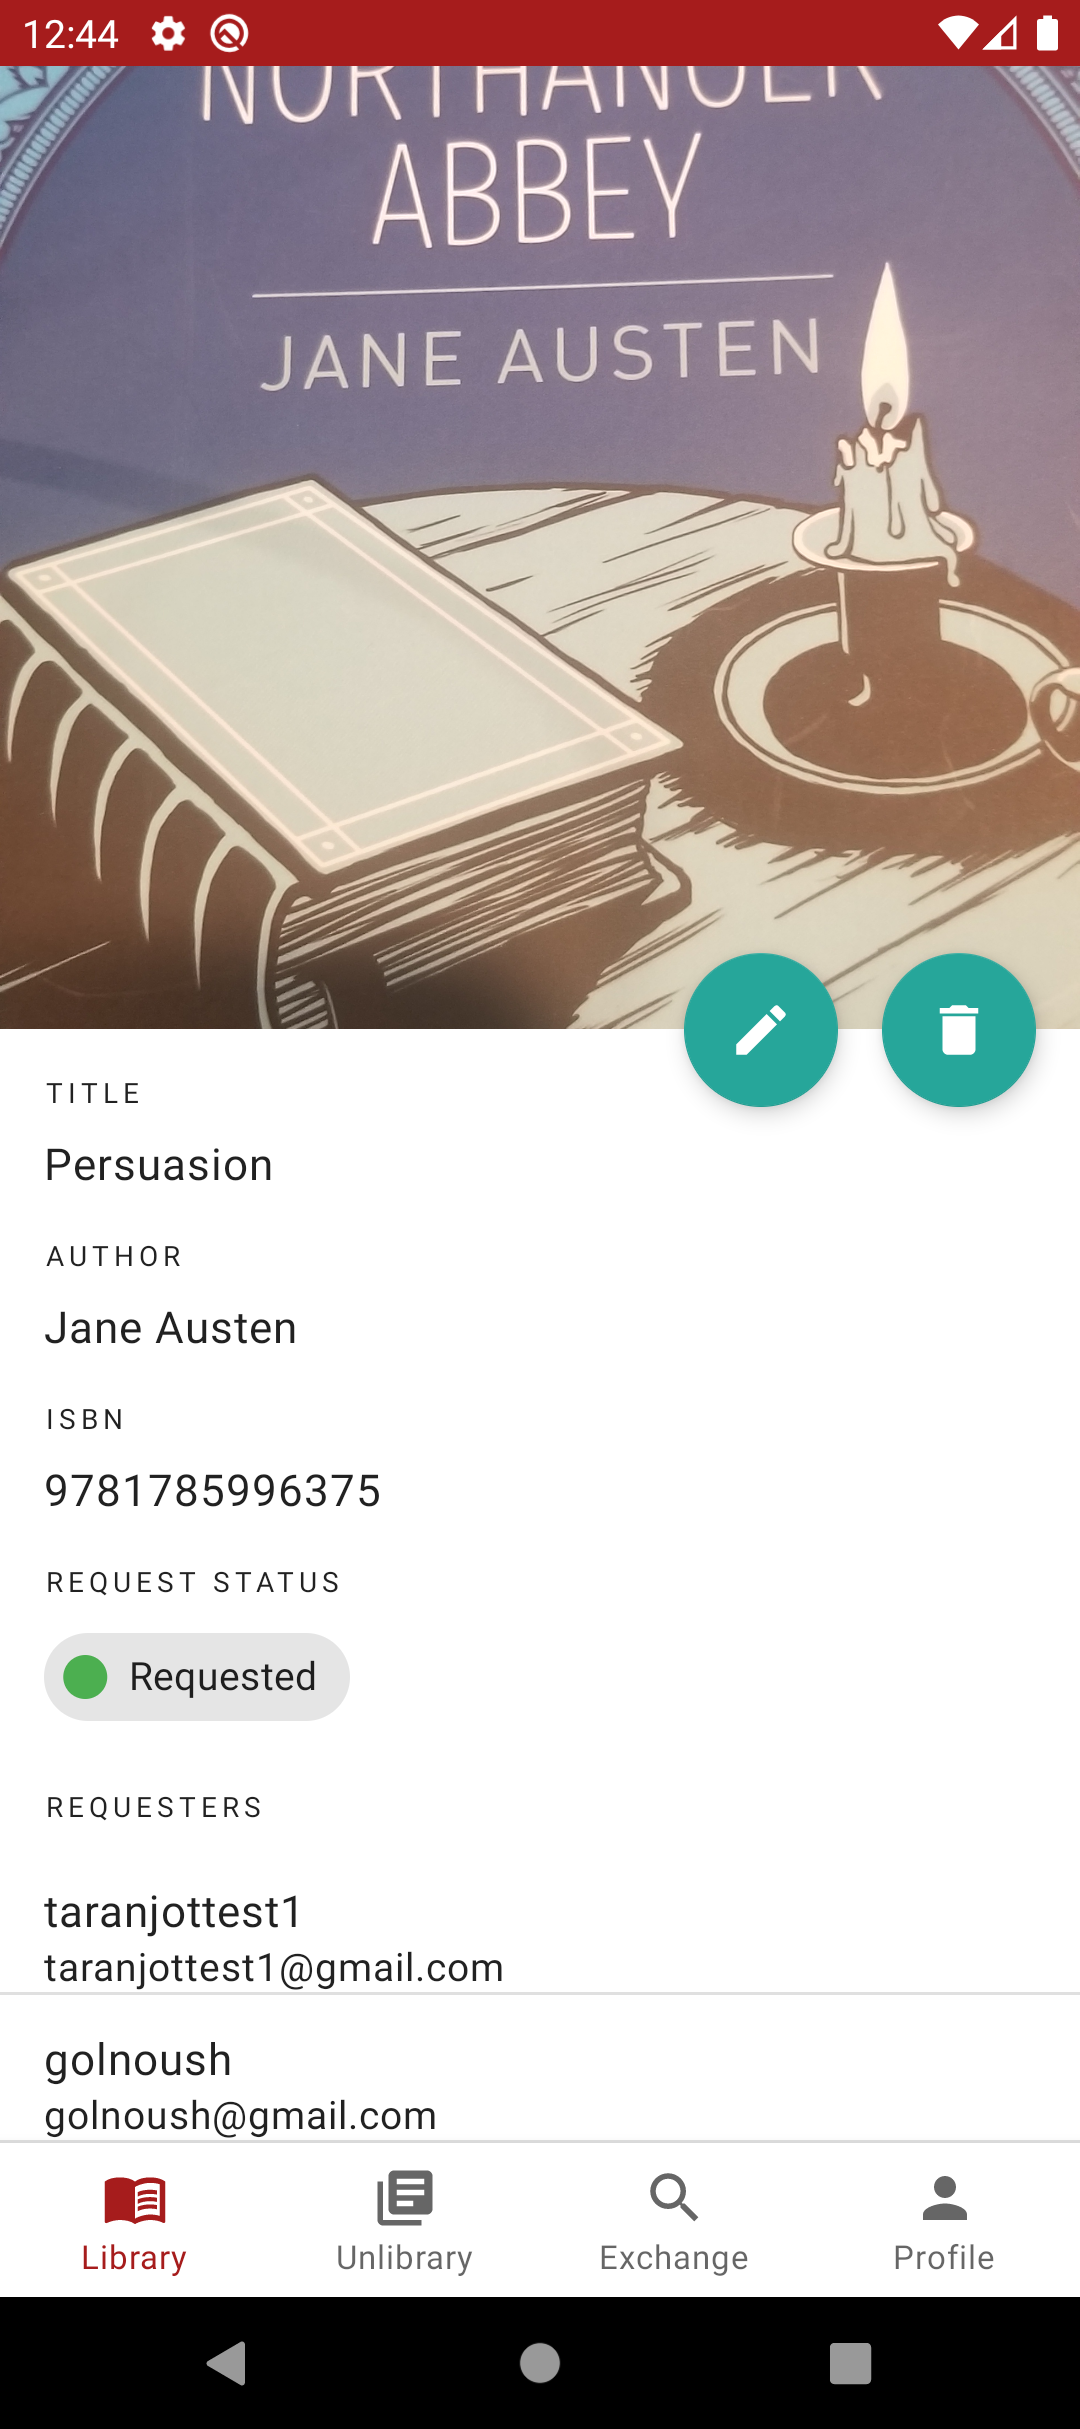 12:44
NORTHANGER
ABBEY
JANE AUSTEN
TITLE
Persuasion
AUTHOR
Jane Austen
ISBN
9781785996375
REQUEST STATUS
Requested
REQUESTERS
taranjottest1
taranjottest1@gmail.com
golnoush
golnoush@gmail.com
Library
Unlibrary
Exchange
Profile